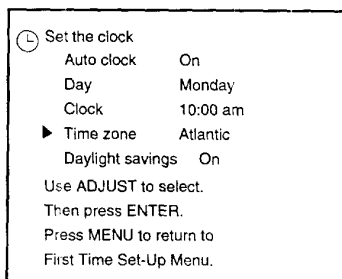 Set the clock
Auto clock On
Day Monday
Clock 10:00 am
Time zone Atlantic
Daylight savings On
Use ADJUST to select.
Then press ENTER.
Press MENU to return to
First Time Set-Up Menu.